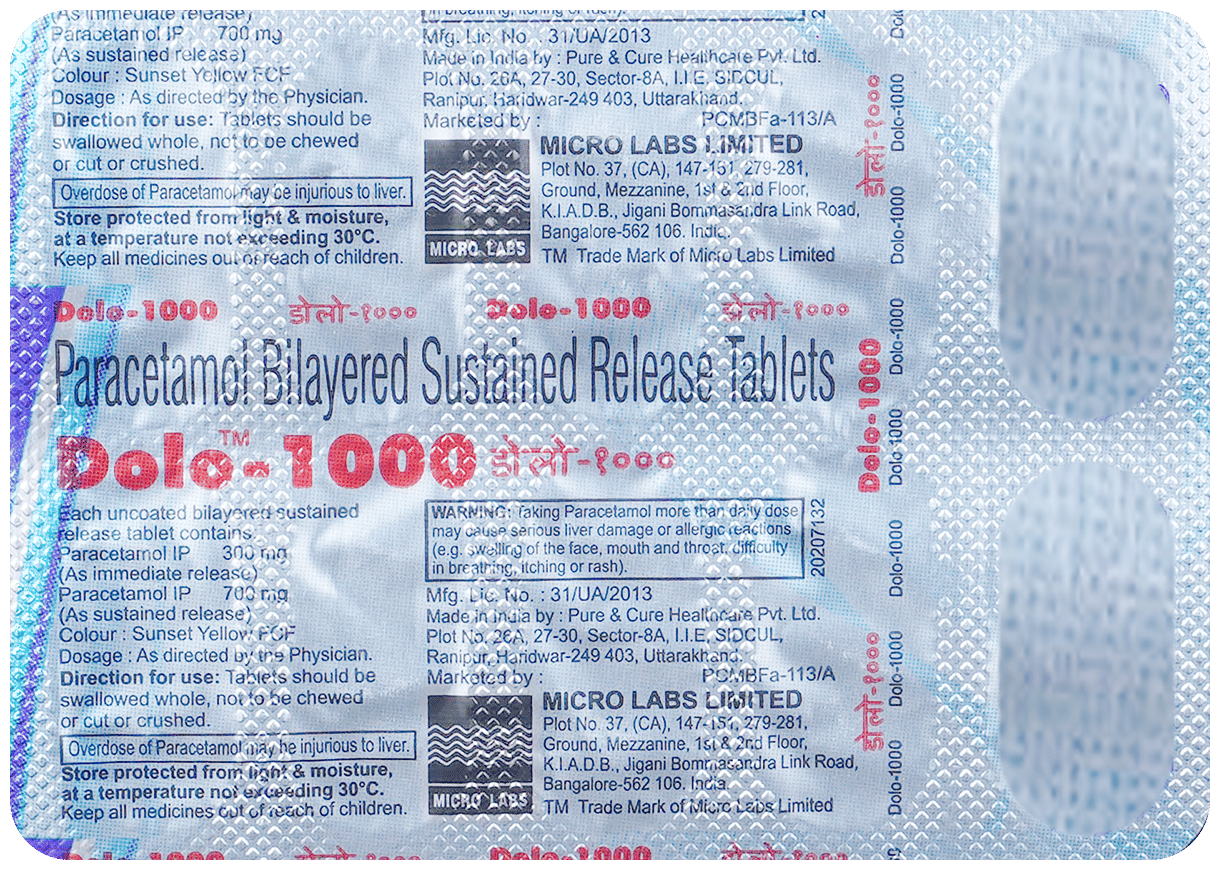 (As immediate release)
Paracetamol IP 700 mg
(As sustained release)
Colour : Sunset Yellow FCF
Dosage : As directed by the Physician.
Direction for use: Tablets should be
swallowed whole, not to be chewed
or cut or crushed.
Overdose of Paracetamol may be injurious to liver.
Store protected from light & moisture,
at a temperature not exceeding 30°C.
Keep all medicines out of reach of children.
in breathing, itching or rash).
2
Mfg. Lic. No. : 31/UA/2013
Made in India by : Pure & Cure Healthcare Pvt. Ltd.
Plot No. 26A, 27-30, Sector-8A, I.I.E, SIDCUL,
Ranipur, Haridwar-249 403, Uttarakhand.
Marketed by : PCMBFa-113/A
MICRO LABS LIMITED
Plot No. 37, (CA), 147-151, 279-281,
Ground, Mezzanine, 1st & 2nd Floor,
K.I.A.D.B., Jigani Bommasandra Link Road,
Bangalore-562 106. India.
MICRO LABS
TM Trade Mark of Micro Labs Limited
Dolo-1000 डोलो-१००० Dolo-1000 डोलो-१०००
Paracetamol Bilayered Sustained Release Tablets
Dolo™-1000 डोलो-१०००
Each uncoated bilayered sustained
release tablet contains:
Paracetamol IP 300 mg
(As immediate release)
Paracetamol IP 700 mg
(As sustained release)
Colour : Sunset Yellow FCF
Dosage : As directed by the Physician.
Direction for use: Tablets should be
swallowed whole, not to be chewed
or cut or crushed.
Overdose of Paracetamol may be injurious to liver.
Store protected from light & moisture,
at a temperature not exceeding 30°C.
Keep all medicines out of reach of children.
WARNING: Taking Paracetamol more than daily dose
may cause serious liver damage or allergic reactions
(e.g. swelling of the face, mouth and throat, difficulty
in breathing, itching or rash).
20207132
Mfg. Lic. No. : 31/UA/2013
Made in India by : Pure & Cure Healthcare Pvt. Ltd.
Plot No. 26A, 27-30, Sector-8A, I.I.E, SIDCUL,
Ranipur, Haridwar-249 403, Uttarakhand.
Marketed by : PCMBFa-113/A
MICRO LABS LIMITED
Plot No. 37, (CA), 147-151, 279-281,
Ground, Mezzanine, 1st & 2nd Floor,
K.I.A.D.B., Jigani Bommasandra Link Road,
Bangalore-562 106. India.
MICRO LABS
TM Trade Mark of Micro Labs Limited
Dolo-1000 डोलो-१००० Dolo-1000 डोलो-१०००
डोलो-१०००
Dolo-1000
डोलो-१०००
Dolo-1000
Dolo-1000
Dolo-1000
Dolo-1000
Dolo-1000
Dolo-1000
Dolo-1000